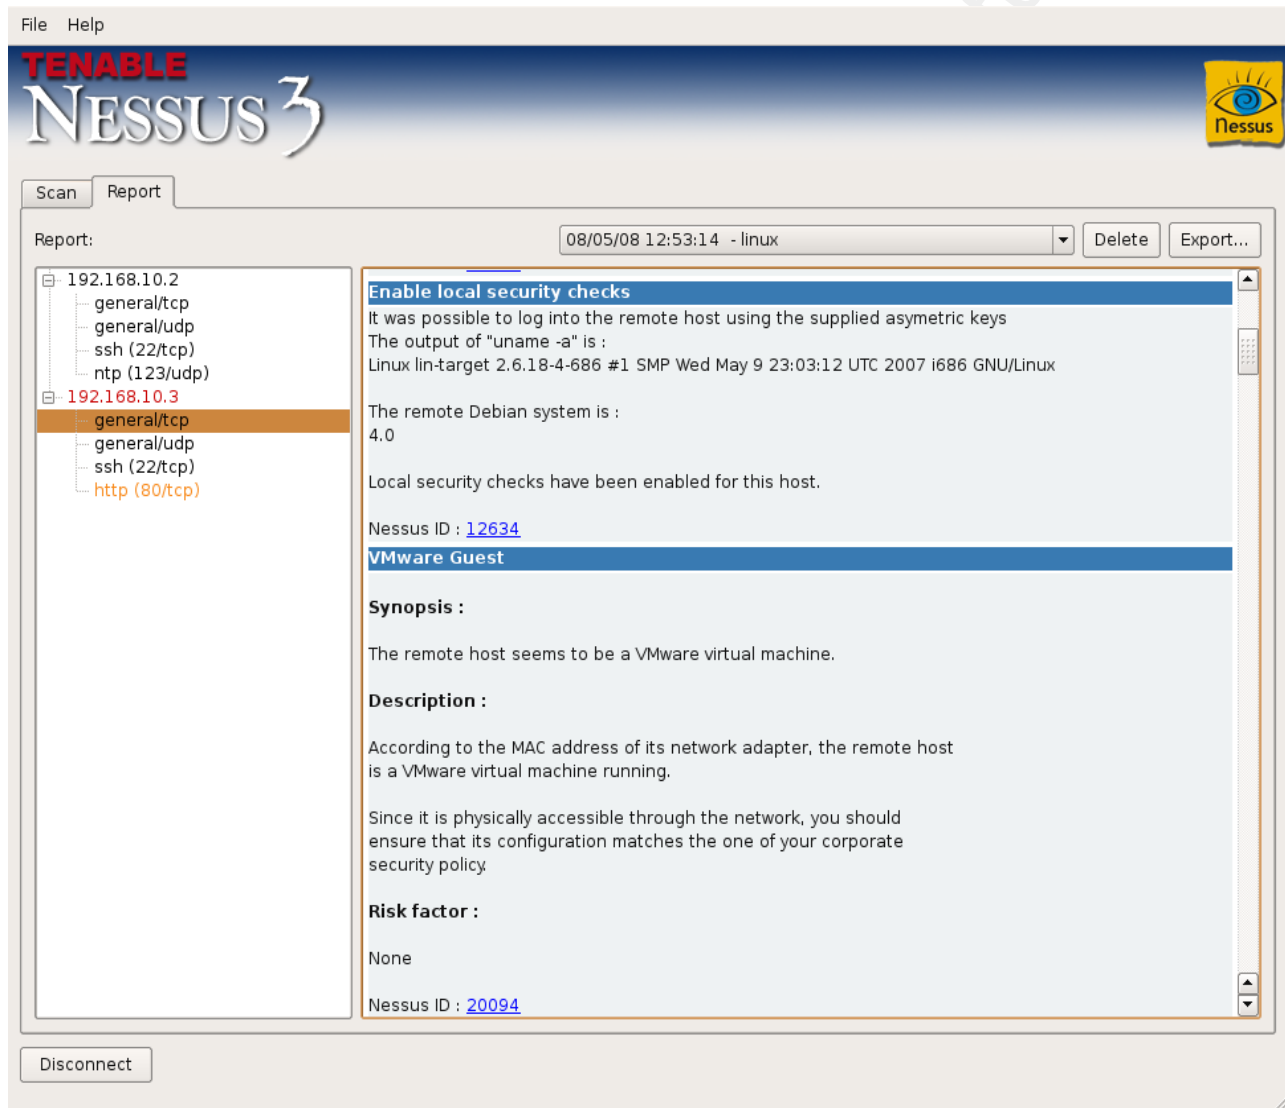 File Help
TENABLE
NESSUS 3
Nessus
Scan Report
Report: 08/05/08 12:53:14 - linux Delete Export...
192.168.10.2
general/tcp
general/udp
ssh (22/tcp)
ntp (123/udp)
192.168.10.3
general/tcp
general/udp
ssh (22/tcp)
http (80/tcp)
Enable local security checks
It was possible to log into the remote host using the supplied asymetric keys
The output of "uname -a" is :
Linux lin-target 2.6.18-4-686 #1 SMP Wed May 9 23:03:12 UTC 2007 i686 GNU/Linux
The remote Debian system is :
4.0
Local security checks have been enabled for this host.
Nessus ID : 12634
VMware Guest
Synopsis :
The remote host seems to be a VMware virtual machine.
Description :
According to the MAC address of its network adapter, the remote host
is a VMware virtual machine running.
Since it is physically accessible through the network, you should
ensure that its configuration matches the one of your corporate
security policy.
Risk factor :
None
Nessus ID : 20094
Disconnect